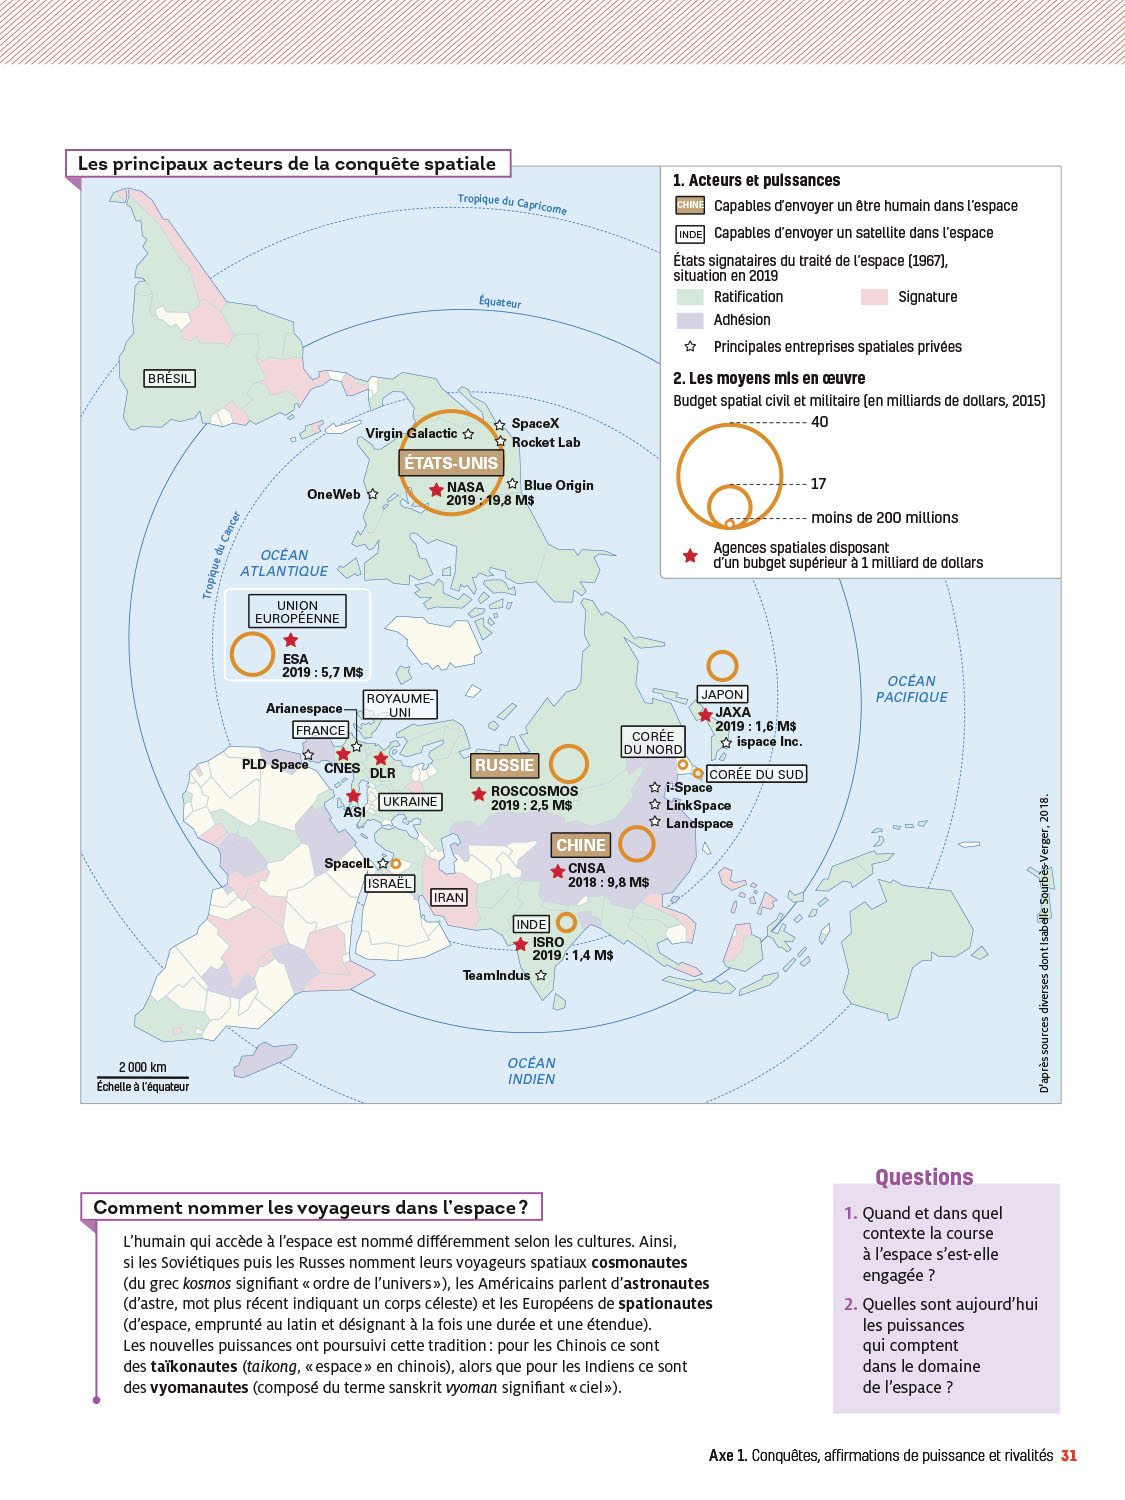 Les principaux acteurs de la conquête spatiale
1. Acteurs et puissances
CHINE
Capables d'envoyer un être humain dans l'espace
INDE
Capables d'envoyer un satellite dans l'espace
États signataires du traité de l'espace (1967),
situation en 2019
Ratification
Signature
Adhésion
Principales entreprises spatiales privées
2. Les moyens mis en œuvre
Budget spatial civil et militaire (en milliards de dollars, 2015)
40
17
moins de 200 millions
Agences spatiales disposant
d'un bubget supérieur à 1 milliard de dollars
Tropique du Capricorne
Équateur
Tropique du Cancer
BRÉSIL
Virgin Galactic
SpaceX
Rocket Lab
ÉTATS-UNIS
NASA
2019 : 19,8 M$
Blue Origin
OneWeb
OCÉAN
ATLANTIQUE
UNION
EUROPÉENNE
ESA
2019 : 5,7 M$
OCÉAN
PACIFIQUE
JAPON
JAXA
2019 : 1,6 M$
ispace Inc.
ROYAUME-
UNI
Arianespace
FRANCE
PLD Space
CNES
DLR
ASI
UKRAINE
RUSSIE
ROSCOSMOS
2019 : 2,5 M$
CORÉE
DU NORD
CORÉE DU SUD
i-Space
LinkSpace
Landspace
CHINE
CNSA
2018 : 9,8 M$
SpaceIL
ISRAËL
IRAN
INDE
ISRO
2019 : 1,4 M$
TeamIndus
OCÉAN
INDIEN
2 000 km
Échelle à l'équateur
D'après sources diverses dont Isabelle Sourbès-Verger, 2018.
Comment nommer les voyageurs dans l'espace ?
L'humain qui accède à l'espace est nommé différemment selon les cultures. Ainsi,
si les Soviétiques puis les Russes nomment leurs voyageurs spatiaux cosmonautes
(du grec kosmos signifiant « ordre de l'univers »), les Américains parlent d'astronautes
(d'astre, mot plus récent indiquant un corps céleste) et les Européens de spationautes
(d'espace, emprunté au latin et désignant à la fois une durée et une étendue).
Les nouvelles puissances ont poursuivi cette tradition : pour les Chinois ce sont
des taïkonautes (taikong, « espace » en chinois), alors que pour les Indiens ce sont
des vyomanautes (composé du terme sanskrit vyoman signifiant « ciel »).
Questions
1. Quand et dans quel
contexte la course
à l'espace s'est-elle
engagée ?
2. Quelles sont aujourd'hui
les puissances
qui comptent
dans le domaine
de l'espace ?
Axe 1. Conquêtes, affirmations de puissance et rivalités 31